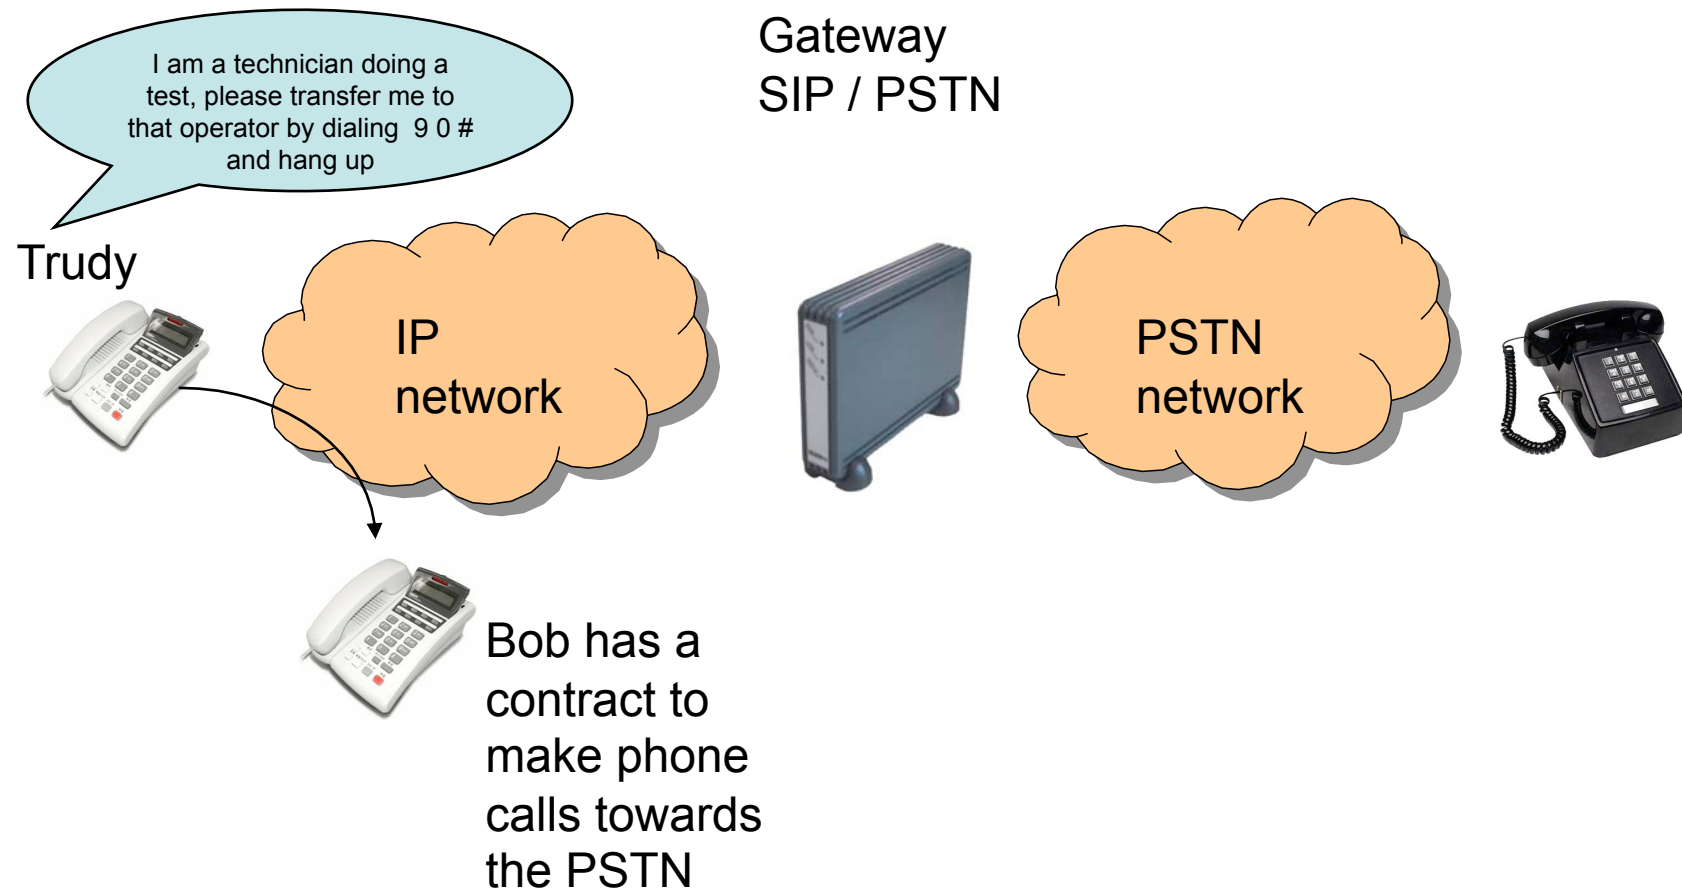 I am a technician doing a
test, please transfer me to
that operator by dialing  9 0 #
and hang up
Gateway
SIP / PSTN
Trudy
IP
network
PSTN
network
Bob has a
contract to
make phone
calls towards
the PSTN